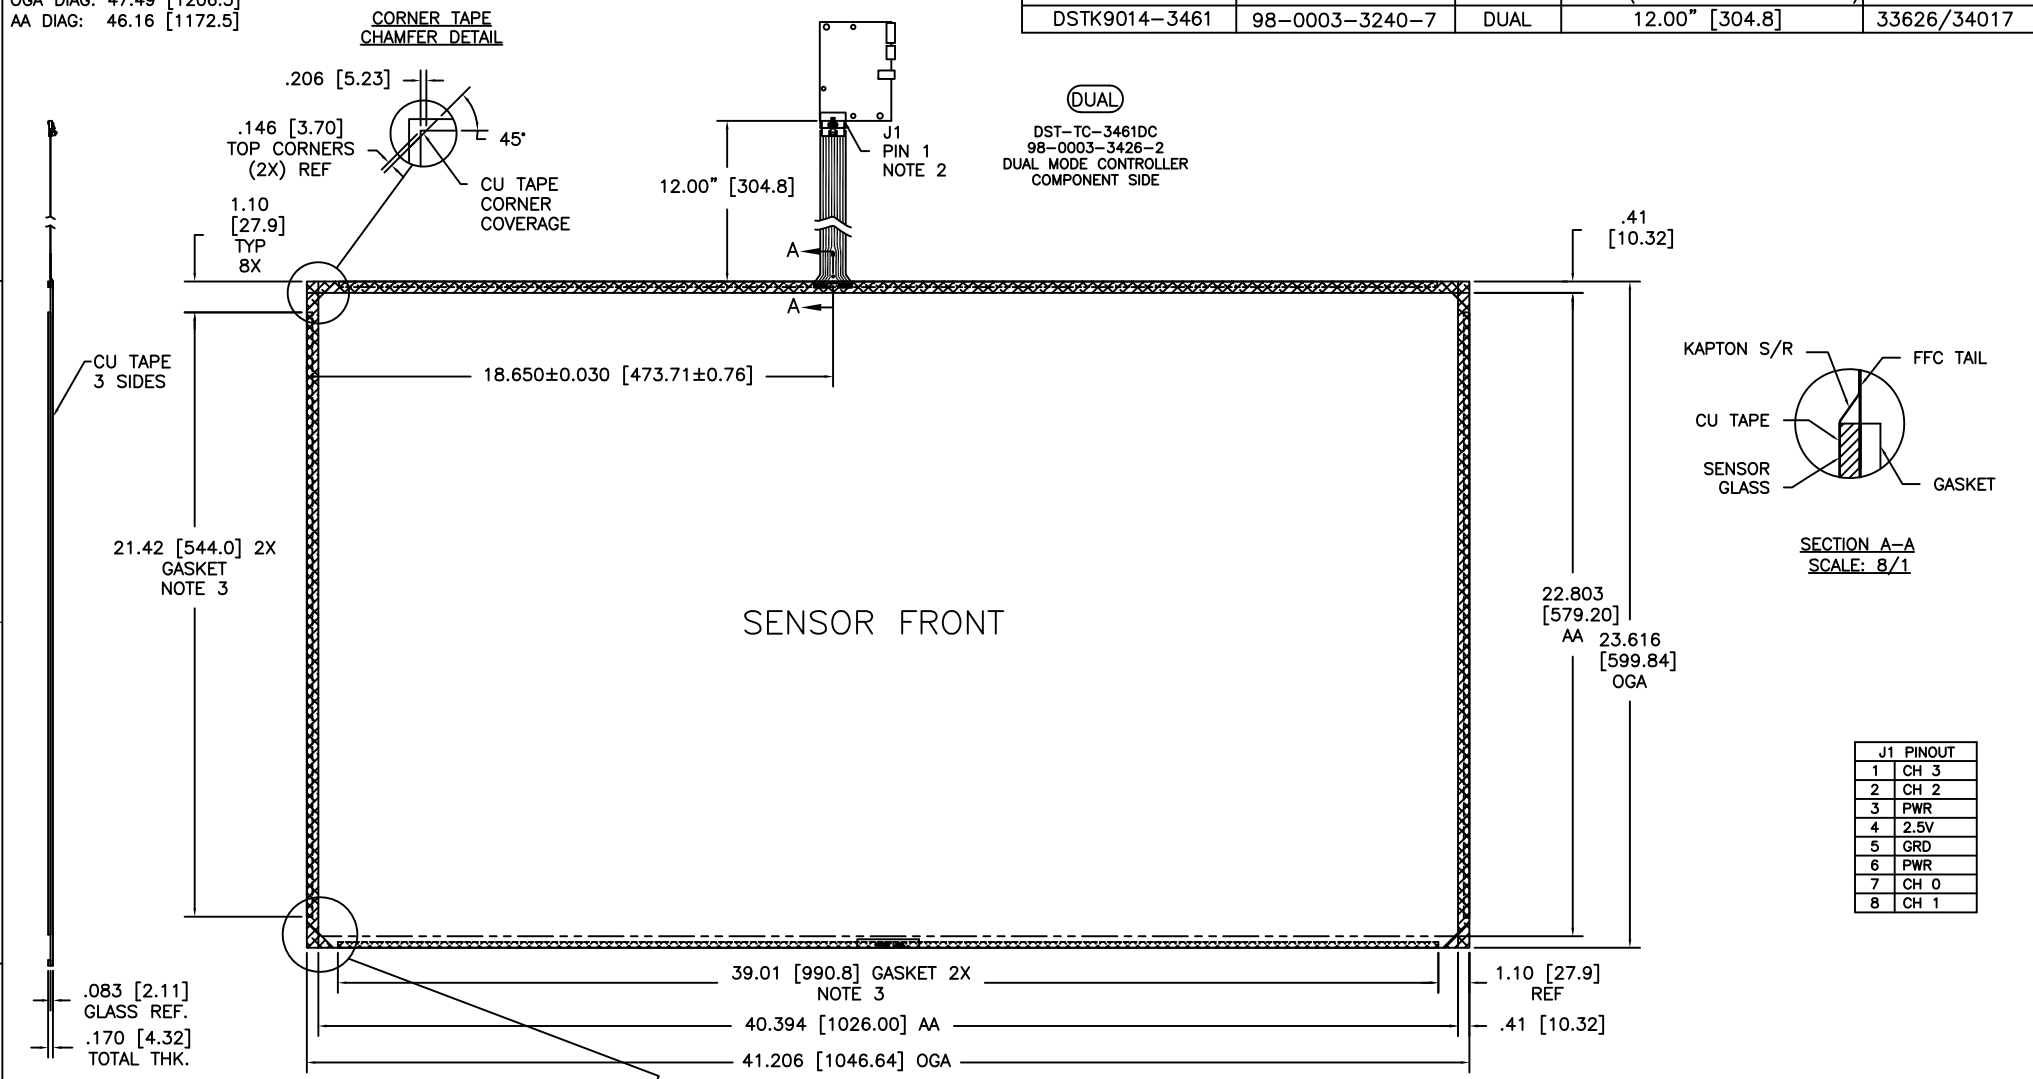 OGA DIAG: 47.49 [1206.3]
AA DIAG: 46.16 [1172.5]
CORNER TAPE
CHAMFER DETAIL
DSTK9014-3461 98-0003-3240-7 DUAL 12.00" [304.8] 33626/34017
.206 [5.23]
.146 [3.70]
TOP CORNERS
(2X) REF
45°
CU TAPE
CORNER
COVERAGE
1.10
[27.9]
TYP
8X
12.00" [304.8]
J1
PIN 1
NOTE 2
DUAL
DST-TC-3461DC
98-0003-3426-2
DUAL MODE CONTROLLER
COMPONENT SIDE
.41
[10.32]
A
A
CU TAPE
3 SIDES
18.650±0.030 [473.71±0.76]
KAPTON S/R
FFC TAIL
CU TAPE
SENSOR
GLASS
GASKET
SECTION A-A
SCALE: 8/1
21.42 [544.0] 2X
GASKET
NOTE 3
SENSOR FRONT
22.803
[579.20]
AA
23.616
[599.84]
OGA
J1 PINOUT
1 CH 3
2 CH 2
3 PWR
4 2.5V
5 GRD
6 PWR
7 CH 0
8 CH 1
.083 [2.11]
GLASS REF.
.170 [4.32]
TOTAL THK.
39.01 [990.8] GASKET 2X
NOTE 3
1.10 [27.9]
REF
40.394 [1026.00] AA
.41 [10.32]
41.206 [1046.64] OGA